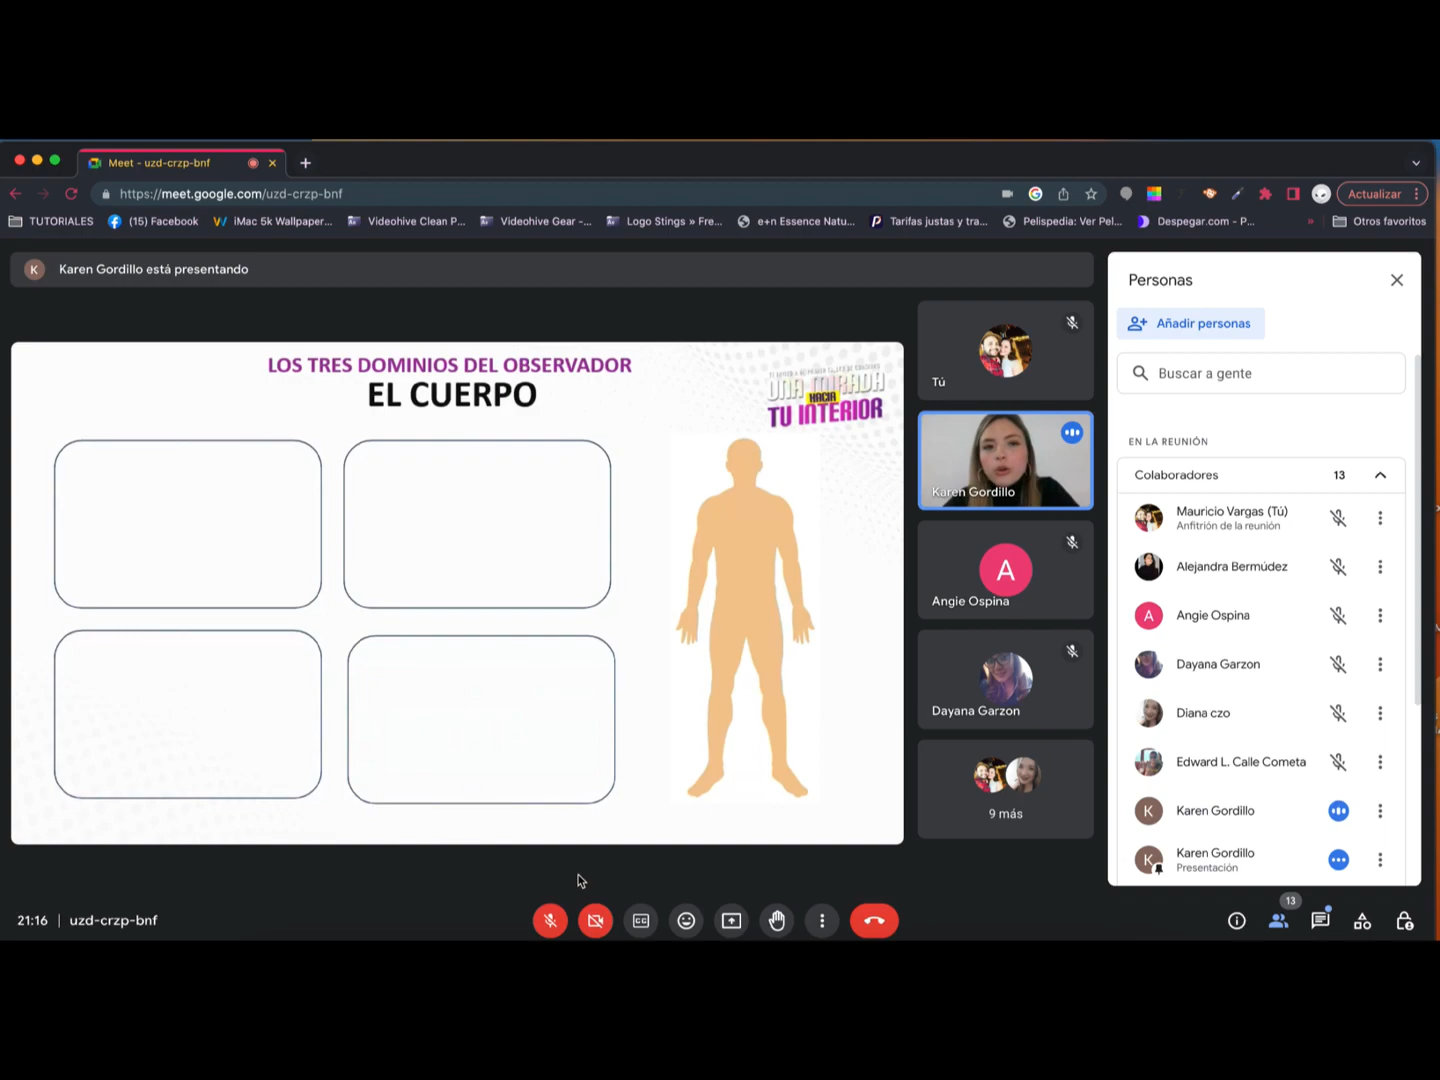 Meet - uzd-crzp-bnf
https://meet.google.com/uzd-crzp-bnf
Actualizar
TUTORIALES
(15) Facebook
iMac 5k Wallpaper...
Videohive Clean P...
Videohive Gear -...
Logo Stings » Fre...
e+n Essence Natu...
Tarifas justas y tra...
Pelispedia: Ver Pel...
Despegar.com - P...
»
Otros favoritos
K
Karen Gordillo está presentando
LOS TRES DOMINIOS DEL OBSERVADOR
EL CUERPO
UNA MIRADA
HACIA
TU INTERIOR
Tú
Karen Gordillo
A
Angie Ospina
Dayana Garzon
9 más
Personas
Añadir personas
Buscar a gente
EN LA REUNIÓN
Colaboradores 13
Mauricio Vargas (Tú)
Anfitrión de la reunión
Alejandra Bermúdez
A Angie Ospina
Dayana Garzon
Diana czo
Edward L. Calle Cometa
K Karen Gordillo
K Karen Gordillo
Presentación
21:16 | uzd-crzp-bnf
CC
13